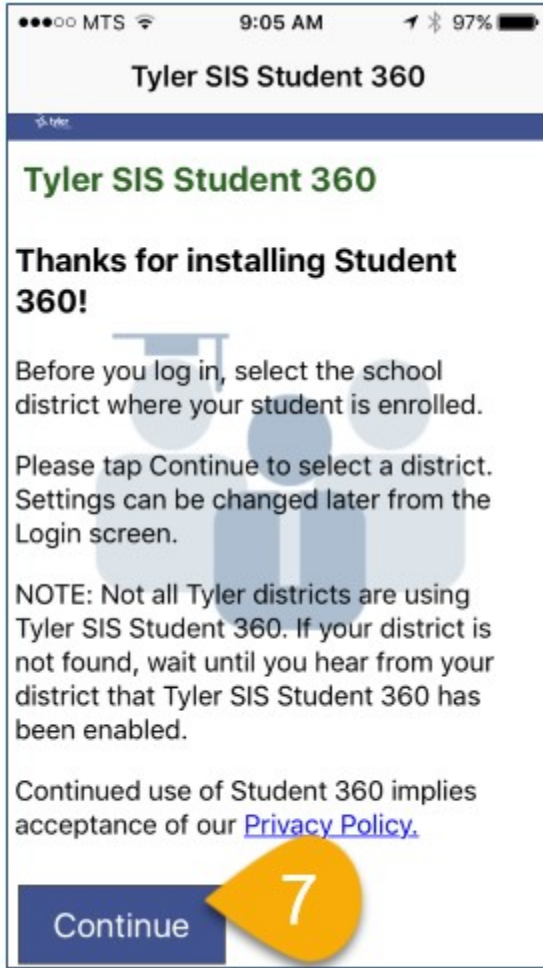 MTS 9:05 AM 97%
Tyler SIS Student 360
tyler
Tyler SIS Student 360
Thanks for installing Student
360!
Before you log in, select the school
district where your student is enrolled.
Please tap Continue to select a district.
Settings can be changed later from the
Login screen.
NOTE: Not all Tyler districts are using
Tyler SIS Student 360. If your district is
not found, wait until you hear from your
district that Tyler SIS Student 360 has
been enabled.
Continued use of Student 360 implies
acceptance of our Privacy Policy.
Continue 7